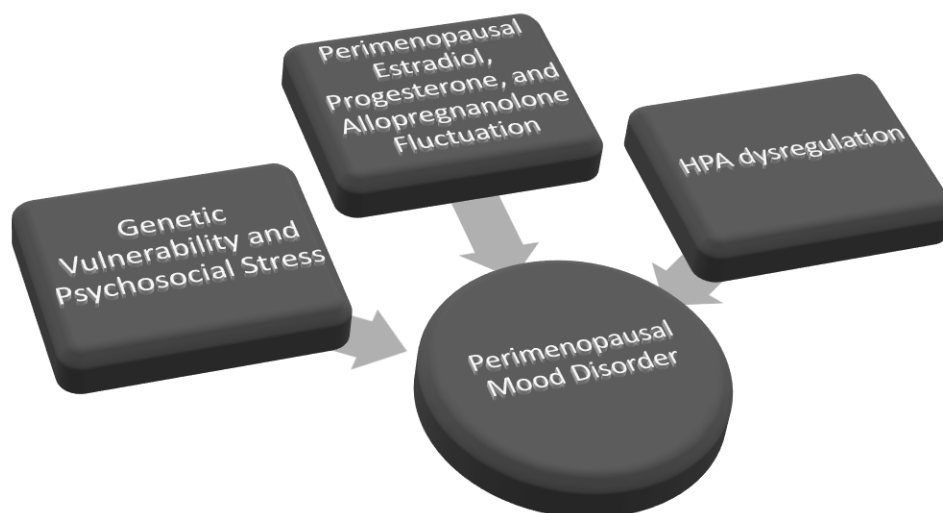 Genetic
Vulnerability and
Psychosocial Stress
Perimenopausal
Estradiol,
Progesterone, and
Allopregnanolone
Fluctuation
HPA dysregulation
Perimenopausal
Mood Disorder